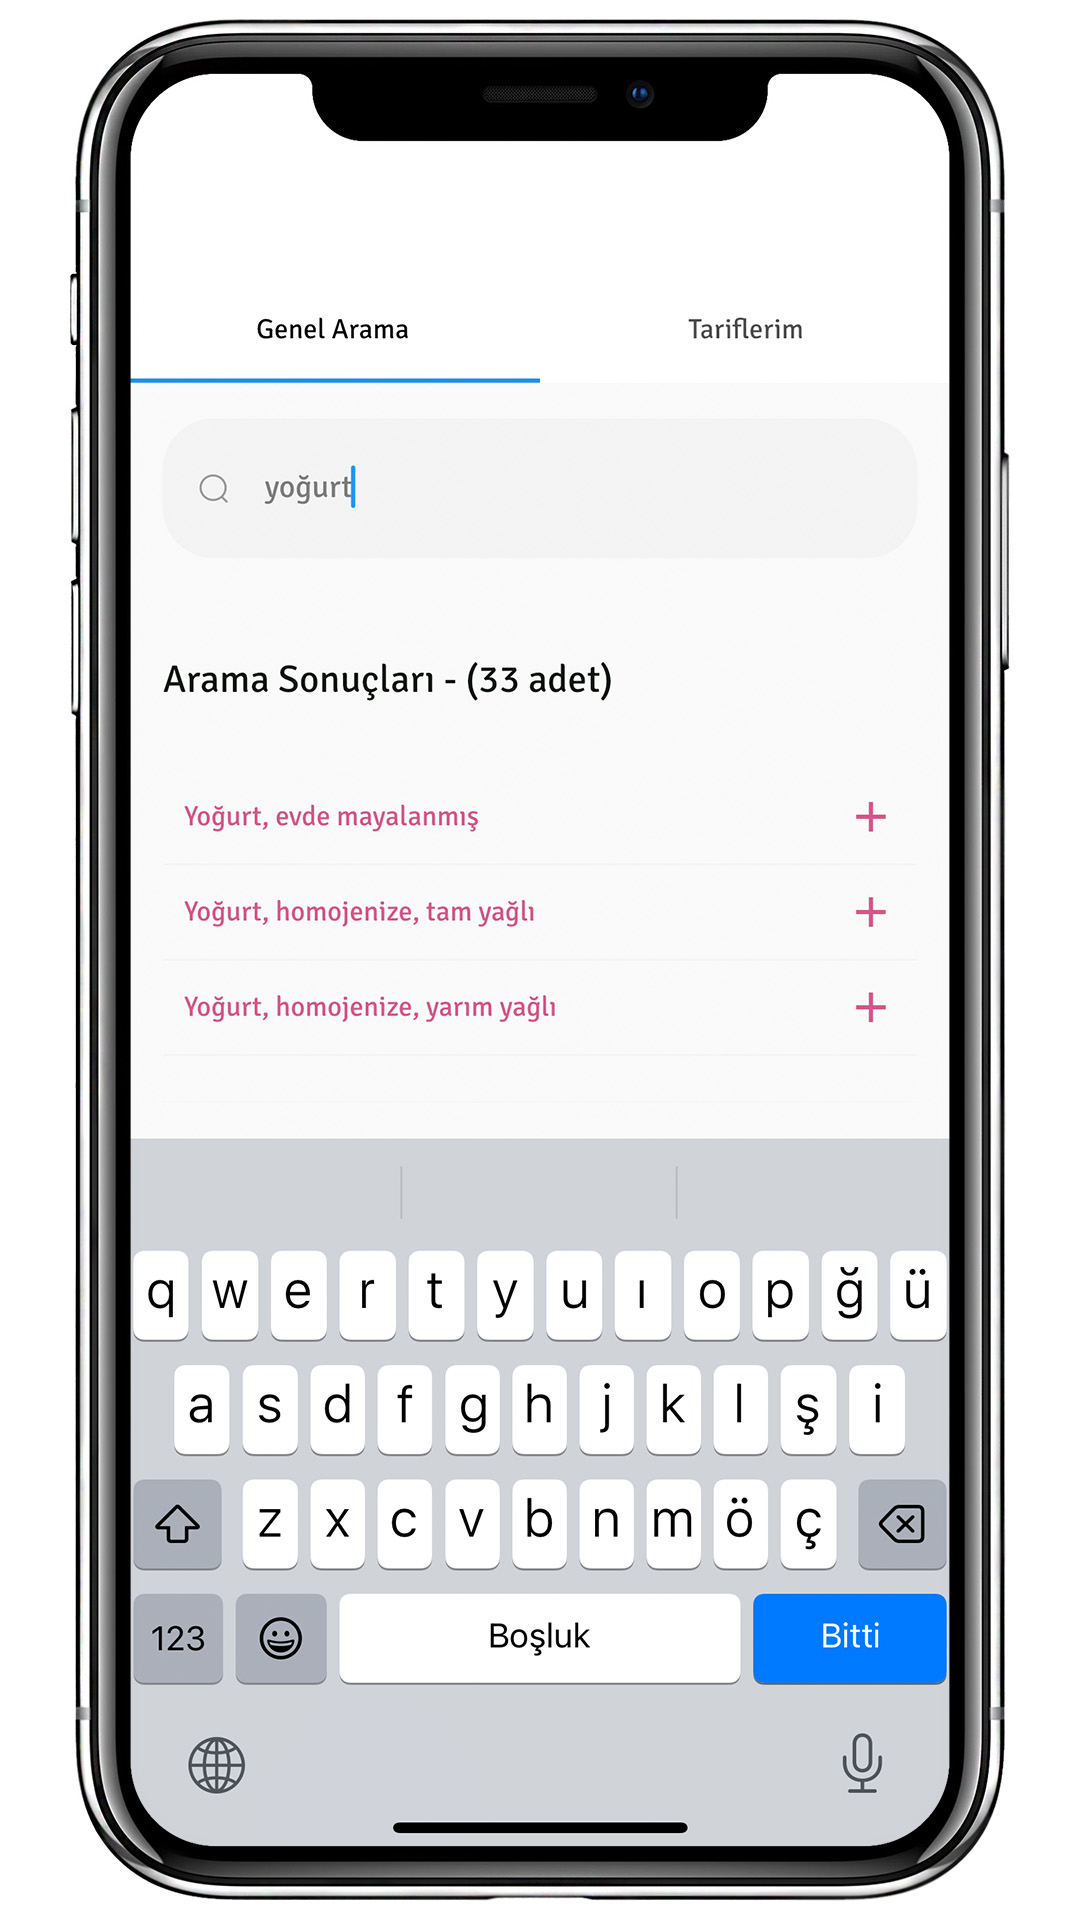 Genel Arama Tariflerim
yoğurt
Arama Sonuçları - (33 adet)
Yoğurt, evde mayalanmış
Yoğurt, homojenize, tam yağlı
Yoğurt, homojenize, yarım yağlı
q w e r t y u ı o p ğ ü
a s d f g h j k l ş i
z x c v b n m ö ç
123 Boşluk Bitti